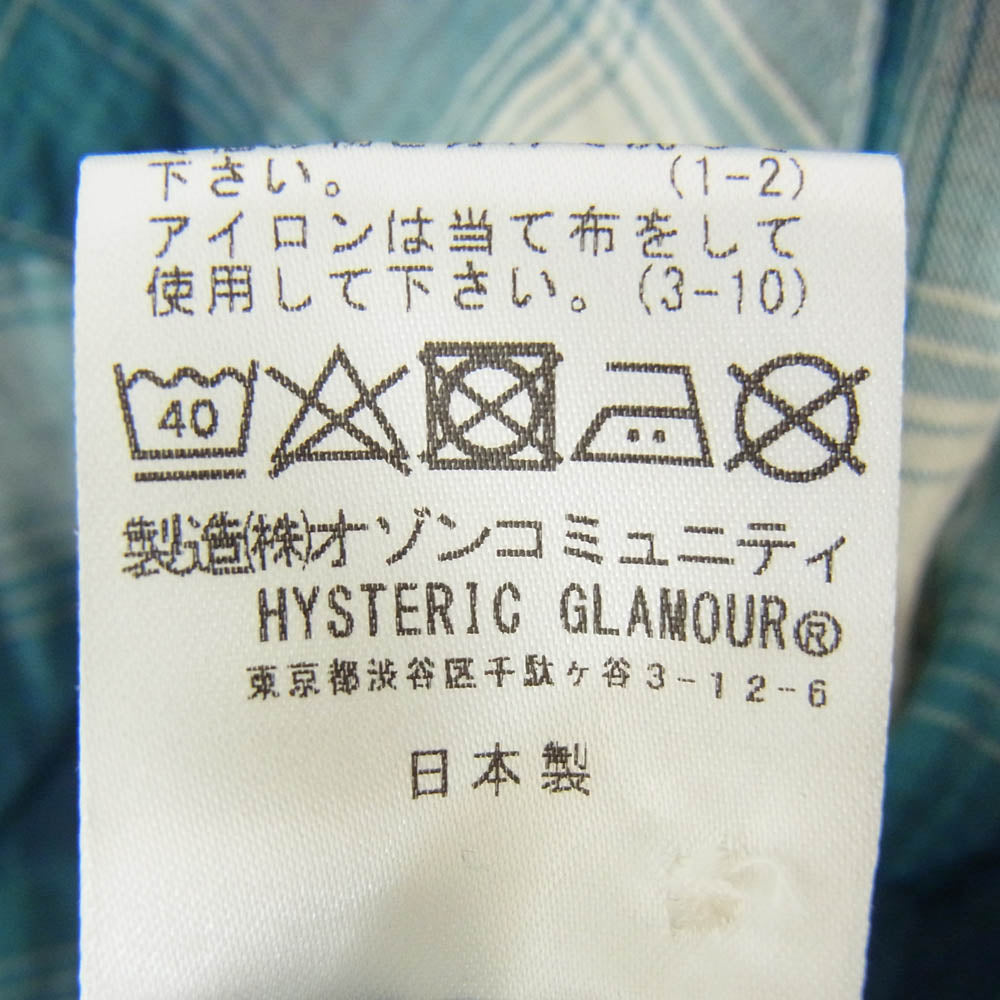 下さい。 (1-2)
アイロンは当て布をして
使用して下さい。(3-10)
40
製造(株)オゾンコミュニティ
HYSTERIC GLAMOUR®
東京都渋谷区千駄ヶ谷3-12-6
日本製